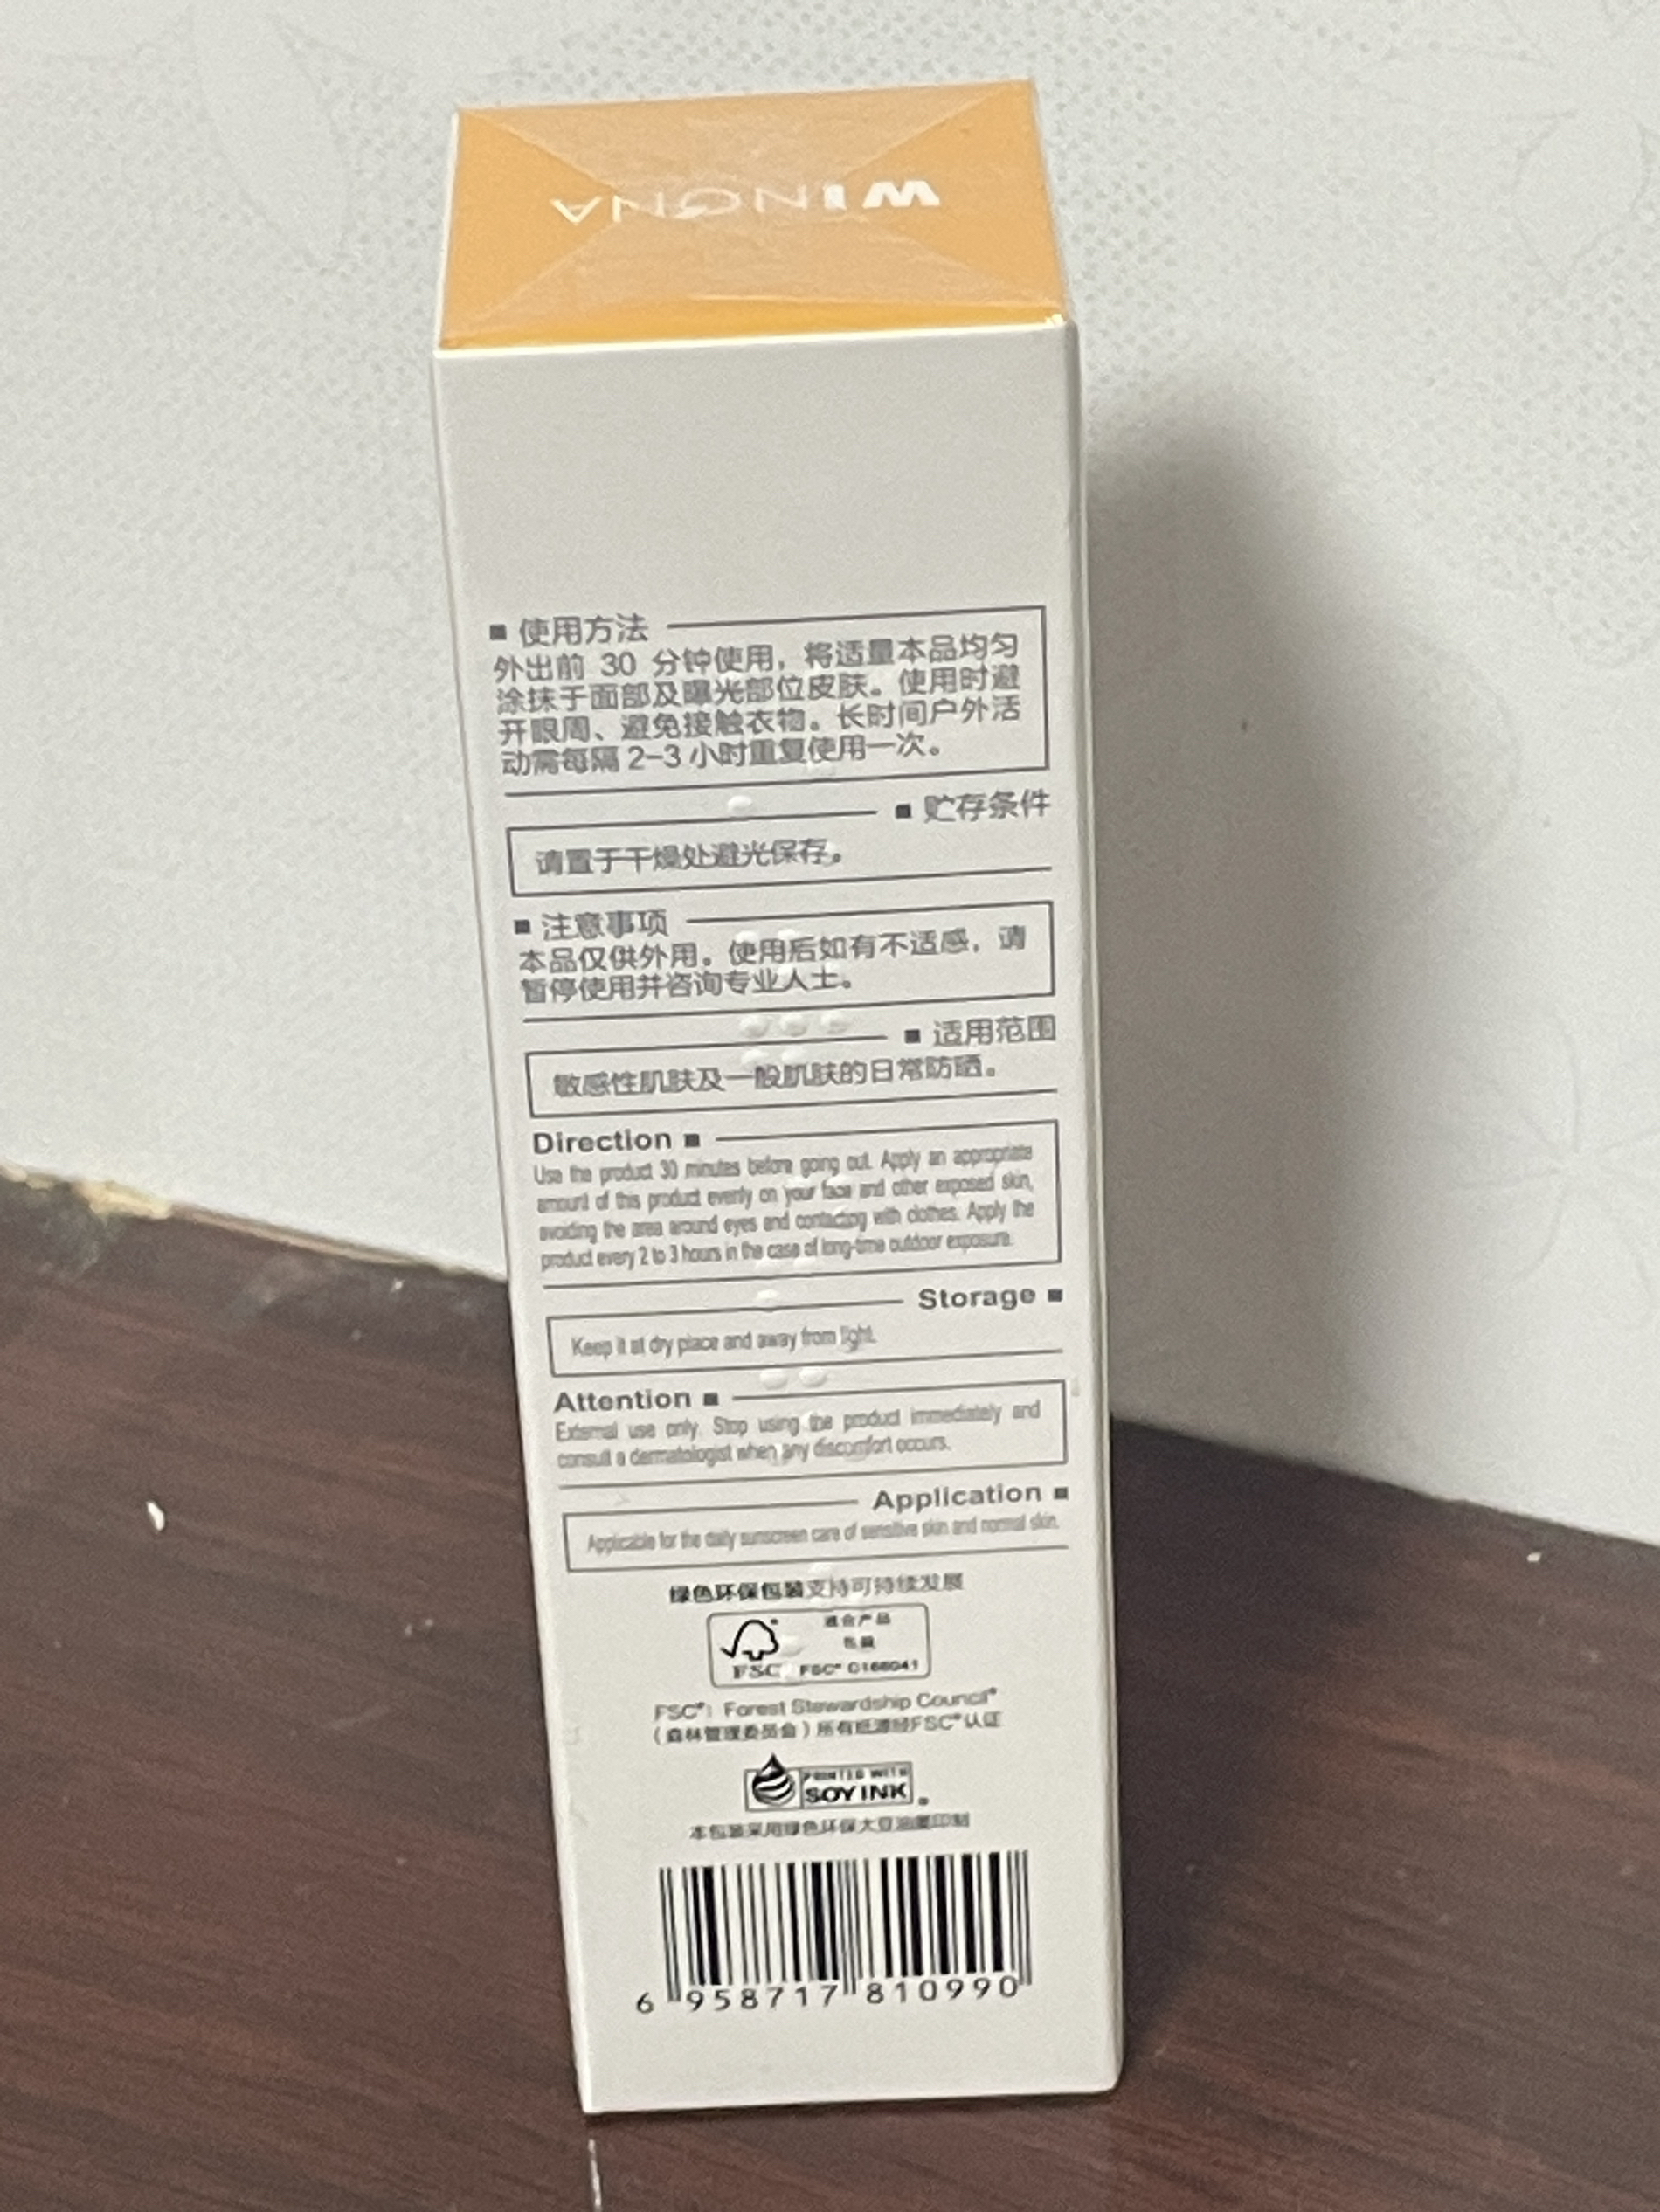 WINONA
■ 使用方法
外出前 30 分钟使用，将适量本品均匀
涂抹于面部及曝光部位皮肤。使用时避
开眼周、避免接触衣物。长时间户外活
动需每隔 2-3 小时重复使用一次。
■ 贮存条件
请置于干燥处避光保存。
■ 注意事项
本品仅供外用。使用后如有不适感，请
暂停使用并咨询专业人士。
■ 适用范围
敏感性肌肤及一般肌肤的日常防晒。
Direction ■
Use the product 30 minutes before going out. Apply an appropriate
amount of this product evenly on your face and other exposed skin,
avoiding the area around eyes and contacting with clothes. Apply the
product every 2 to 3 hours in the case of long-time outdoor exposure.
Storage ■
Keep it at dry place and away from light.
Attention ■
External use only. Stop using the product immediately and
consult a dermatologist when any discomfort occurs.
Application ■
Applicable for the daily sunscreen care of sensitive skin and normal skin.
绿色环保包装支持可持续发展
混合产品
包装
FSC FSC® C168041
FSC®: Forest Stewardship Council®
（森林管理委员会）所有纸源经FSC®认证
PRINTED WITH
SOY INK
本包装采用绿色环保大豆油墨印制
6 958717 810990